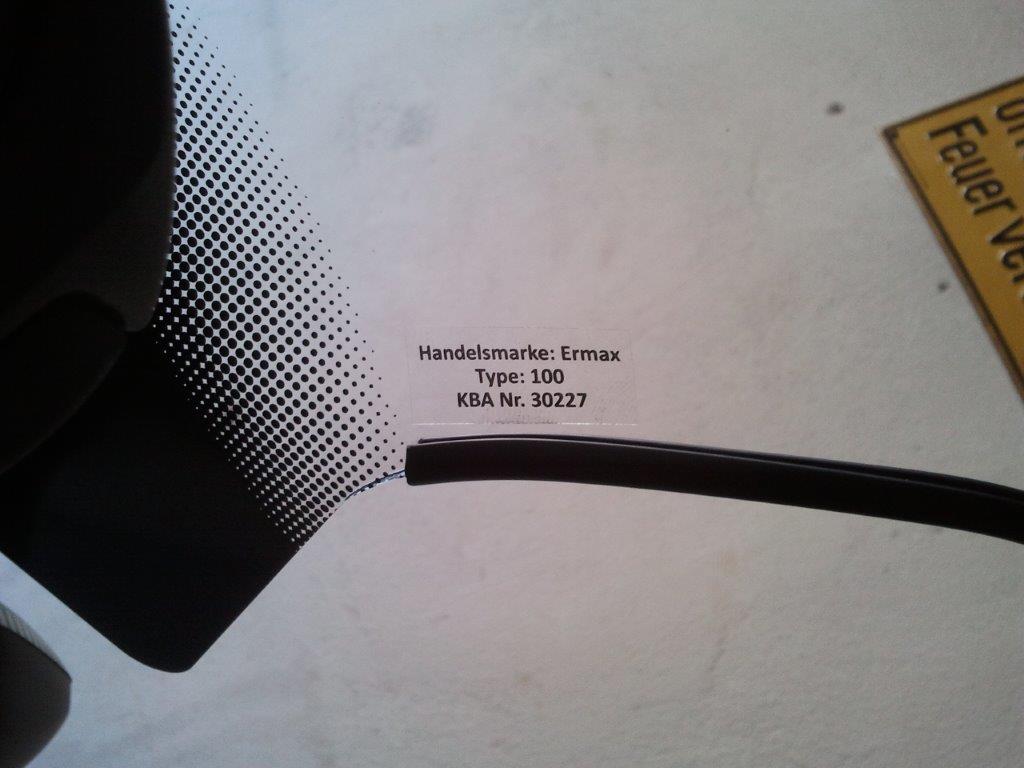 Handelsmarke: Ermax
Type: 100
KBA Nr. 30227
Feuer